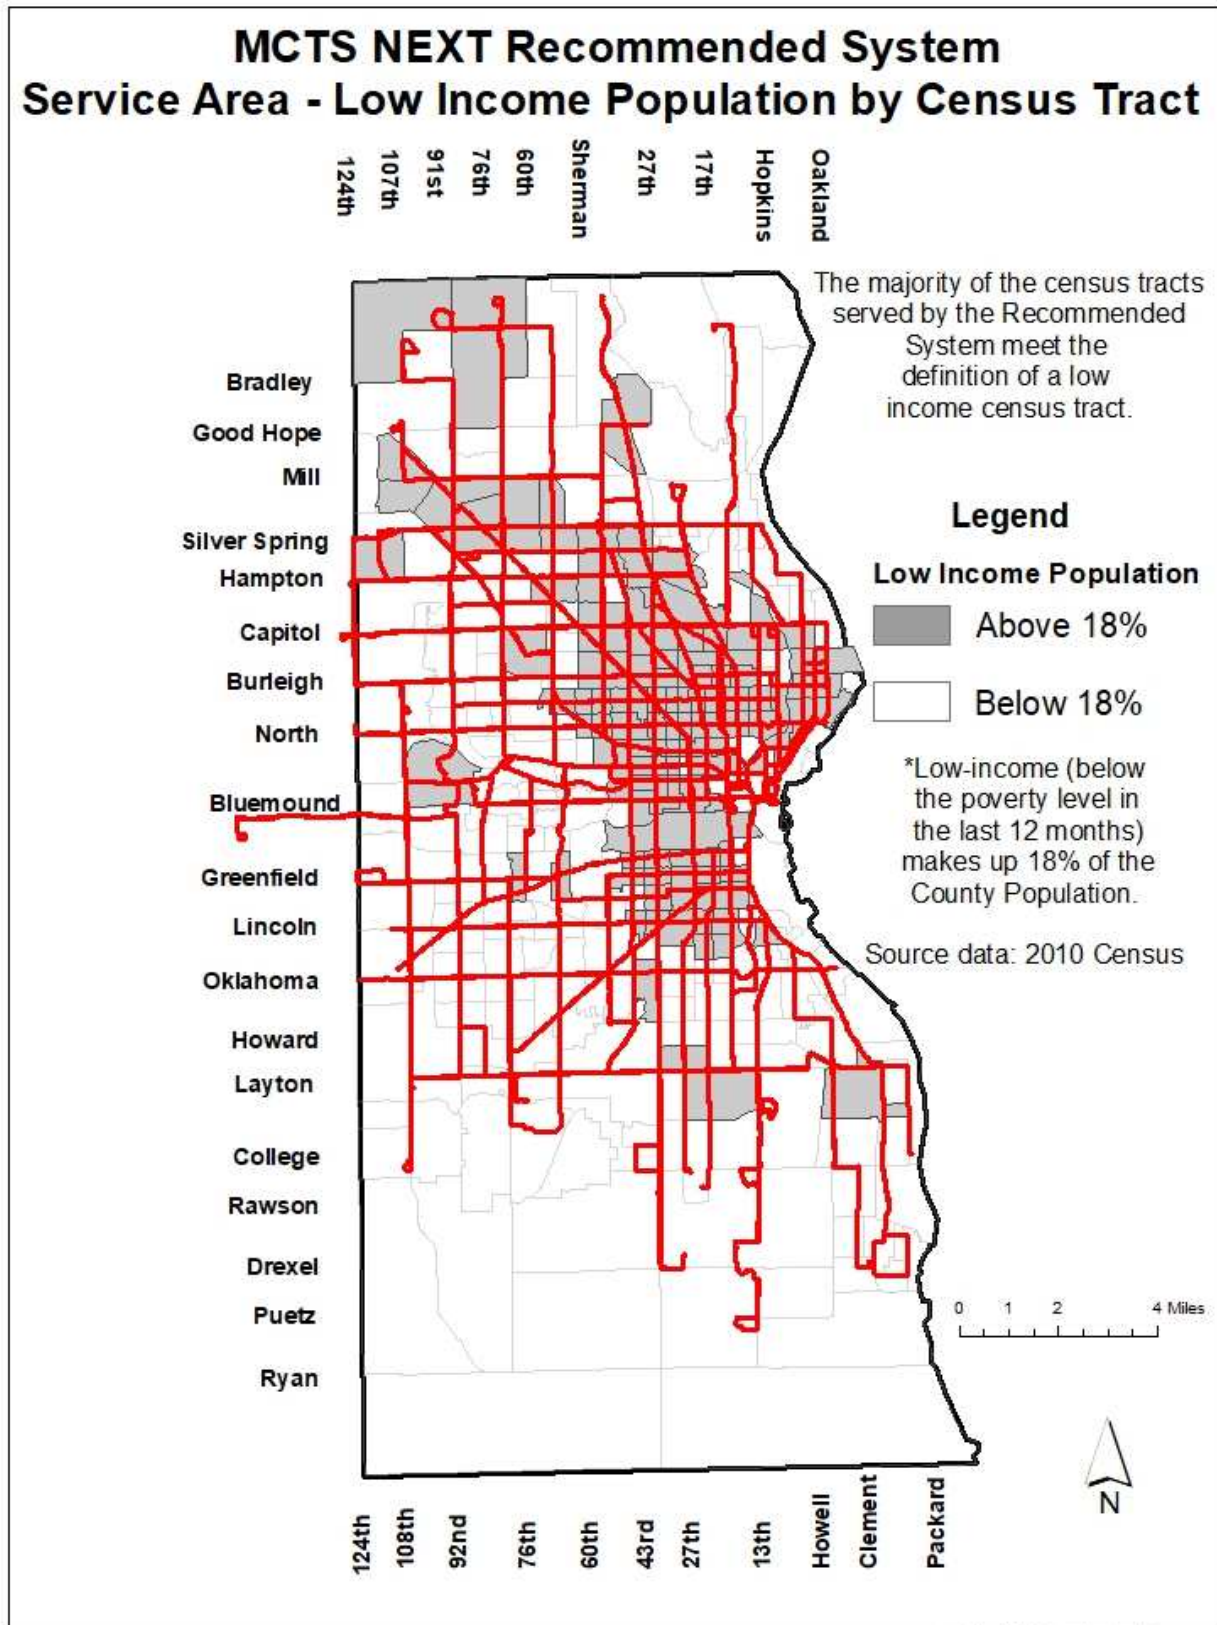 MCTS NEXT Recommended System
Service Area - Low Income Population by Census Tract
124th
107th
91st
76th
60th
Sherman
27th
17th
Hopkins
Oakland
The majority of the census tracts
served by the Recommended
System meet the
definition of a low
income census tract.
Bradley
Good Hope
Mill
Silver Spring
Hampton
Capitol
Burleigh
North
Bluemound
Greenfield
Lincoln
Oklahoma
Howard
Layton
College
Rawson
Drexel
Puetz
Ryan
Legend
Low Income Population
Above 18%
Below 18%
*Low-income (below
the poverty level in
the last 12 months)
makes up 18% of the
County Population.
Source data: 2010 Census
0 1 2 4 Miles
N
124th
108th
92nd
76th
60th
43rd
27th
13th
Howell
Clement
Packard